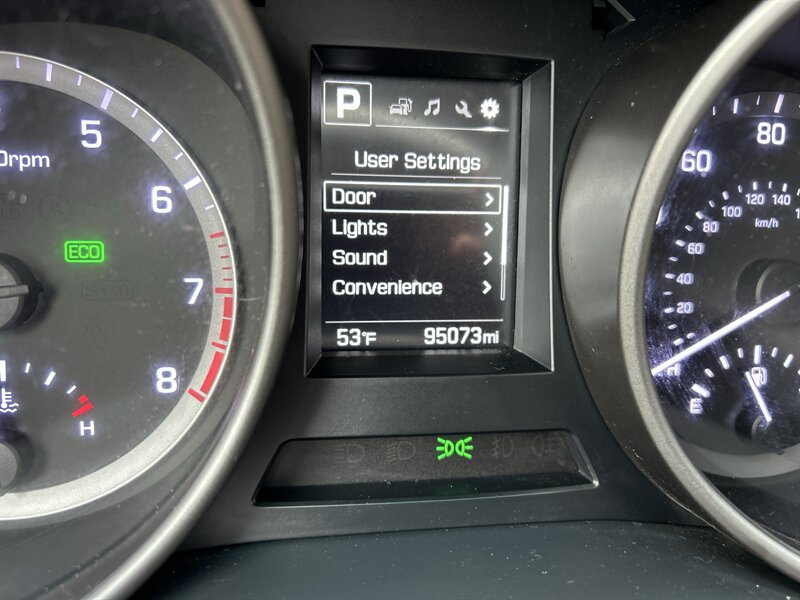 5
6
7
8
0rpm
ECO
H
P
User Settings
Door
Lights
Sound
Convenience
53°F
95073mi
80
60
140
120
100
80
60
40
20
km/h
E